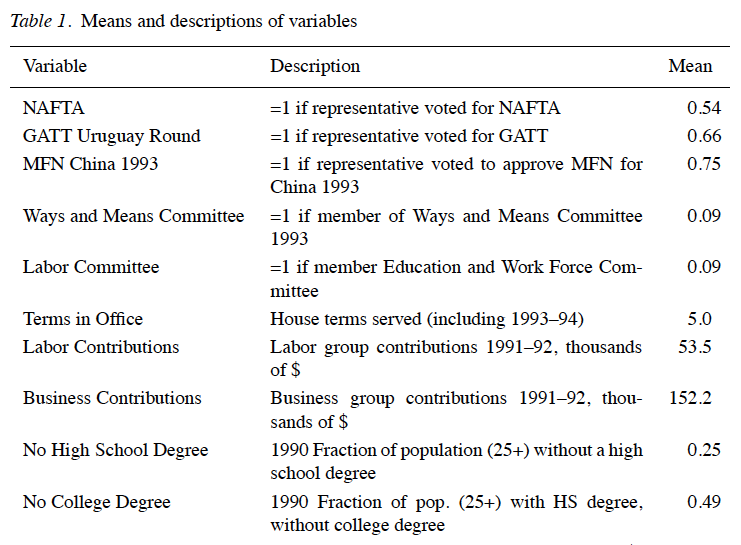 Table 1. Means and descriptions of variables
Variable Description Mean
NAFTA =1 if representative voted for NAFTA 0.54
GATT Uruguay Round =1 if representative voted for GATT 0.66
MFN China 1993 =1 if representative voted to approve MFN for 0.75
China 1993
Ways and Means Committee =1 if member of Ways and Means Committee 0.09
1993
Labor Committee =1 if member Education and Work Force Com- 0.09
mittee
Terms in Office House terms served (including 1993–94) 5.0
Labor Contributions Labor group contributions 1991–92, thousands 53.5
of $
Business Contributions Business group contributions 1991–92, thou- 152.2
sands of $
No High School Degree 1990 Fraction of population (25+) without a high 0.25
school degree
No College Degree 1990 Fraction of pop. (25+) with HS degree, 0.49
without college degree